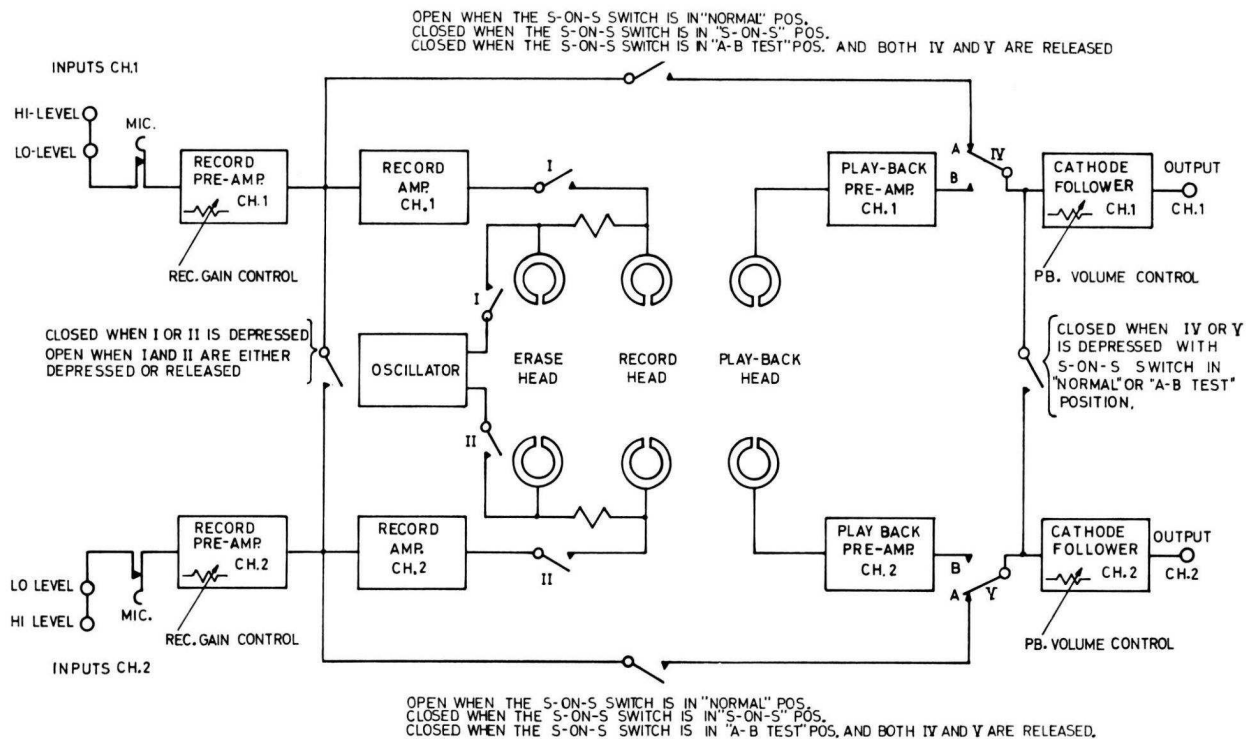 OPEN WHEN THE S-ON-S SWITCH IS IN "NORMAL" POS.
CLOSED WHEN THE S-ON-S SWITCH IS IN "S-ON-S" POS.
CLOSED WHEN THE S-ON-S SWITCH IS IN "A-B TEST" POS. AND BOTH IV AND V ARE RELEASED
INPUTS CH.1
HI-LEVEL
LO-LEVEL
MIC.
RECORD
PRE-AMP.
CH.1
REC. GAIN CONTROL
RECORD
AMP.
CH.1
I
I
PLAY-BACK
PRE-AMP.
CH.1
A
B
IV
CATHODE
FOLLOWER
CH.1
OUTPUT
CH.1
PB. VOLUME CONTROL
CLOSED WHEN I OR II IS DEPRESSED
OPEN WHEN I AND II ARE EITHER
DEPRESSED OR RELEASED
OSCILLATOR
ERASE
HEAD
RECORD
HEAD
PLAY-BACK
HEAD
CLOSED WHEN IV OR V
IS DEPRESSED WITH
S-ON-S SWITCH IN
"NORMAL" OR "A-B TEST"
POSITION.
II
II
LO LEVEL
HI LEVEL
MIC.
RECORD
PRE-AMP.
CH.2
REC. GAIN CONTROL
RECORD
AMP.
CH.2
PLAY BACK
PRE-AMP.
CH.2
B
A
V
CATHODE
FOLLOWER
CH.2
OUTPUT
CH.2
PB. VOLUME CONTROL
INPUTS CH.2
OPEN WHEN THE S-ON-S SWITCH IS IN "NORMAL" POS.
CLOSED WHEN THE S-ON-S SWITCH IS IN "S-ON-S" POS.
CLOSED WHEN THE S-ON-S SWITCH IS IN "A-B TEST" POS. AND BOTH IV AND V ARE RELEASED.